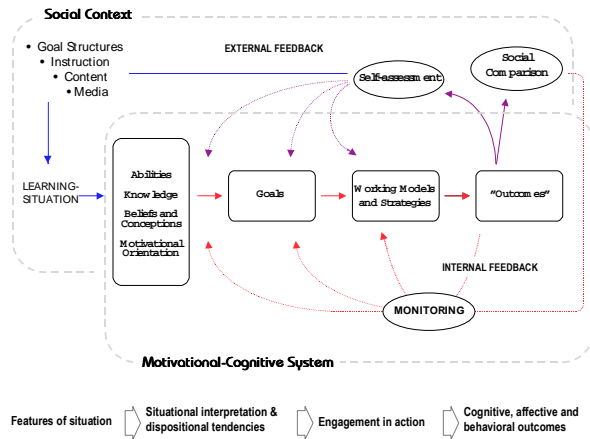 Social Context
• Goal Structures
• Instruction
• Content
• Media
EXTERNAL FEEDBACK
Self-assessment
Social
Comparison
LEARNING-
SITUATION
Abilities
Knowledge
Beliefs and
Conceptions
Motivational
Orientation
Goals
Working Models
and Strategies
"Outcomes"
INTERNAL FEEDBACK
MONITORING
Motivational-Cognitive System
Features of situation
Situational interpretation &
dispositional tendencies
Engagement in action
Cognitive, affective and
behavioral outcomes